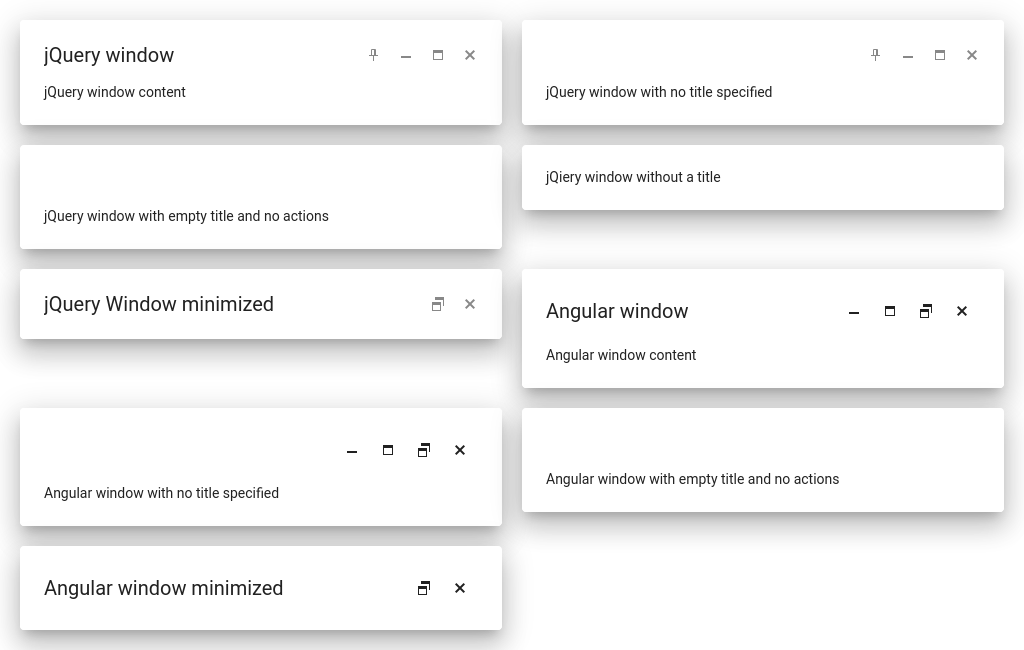 jQuery window
jQuery window content
jQuery window with no title specified
jQuery window with empty title and no actions
jQiery window without a title
jQuery Window minimized
Angular window
Angular window content
Angular window with no title specified
Angular window with empty title and no actions
Angular window minimized